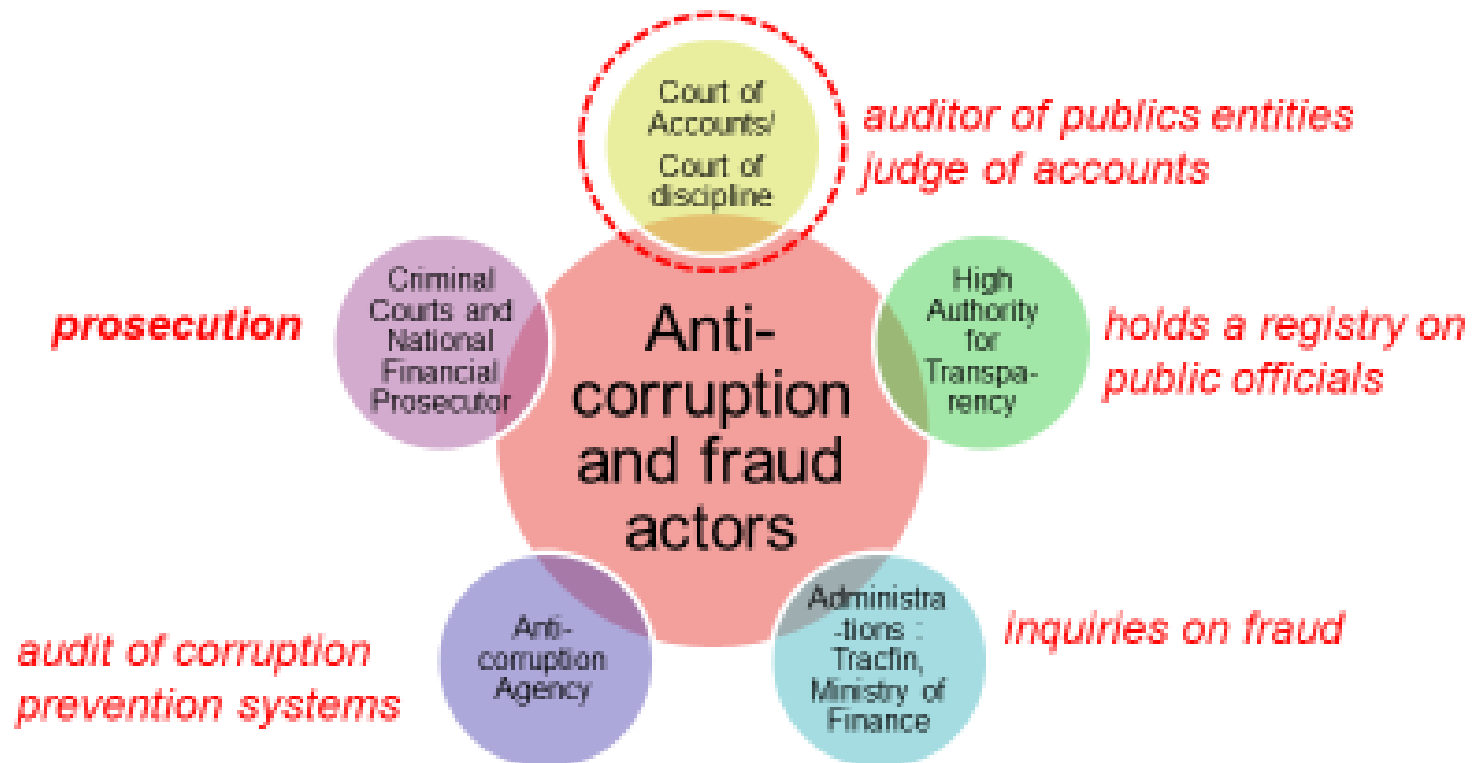 Court of
Accounts/
Court of
discipline
auditor of publics entities
judge of accounts
Criminal
Courts and
National
Financial
Prosecutor
prosecution
Anti-
corruption
and fraud
actors
High
Authority
for
Transpa-
rency
holds a registry on
public officials
Anti-
corruption
Agency
audit of corruption
prevention systems
Administra
-tions :
Tracfin,
Ministry of
Finance
inquiries on fraud